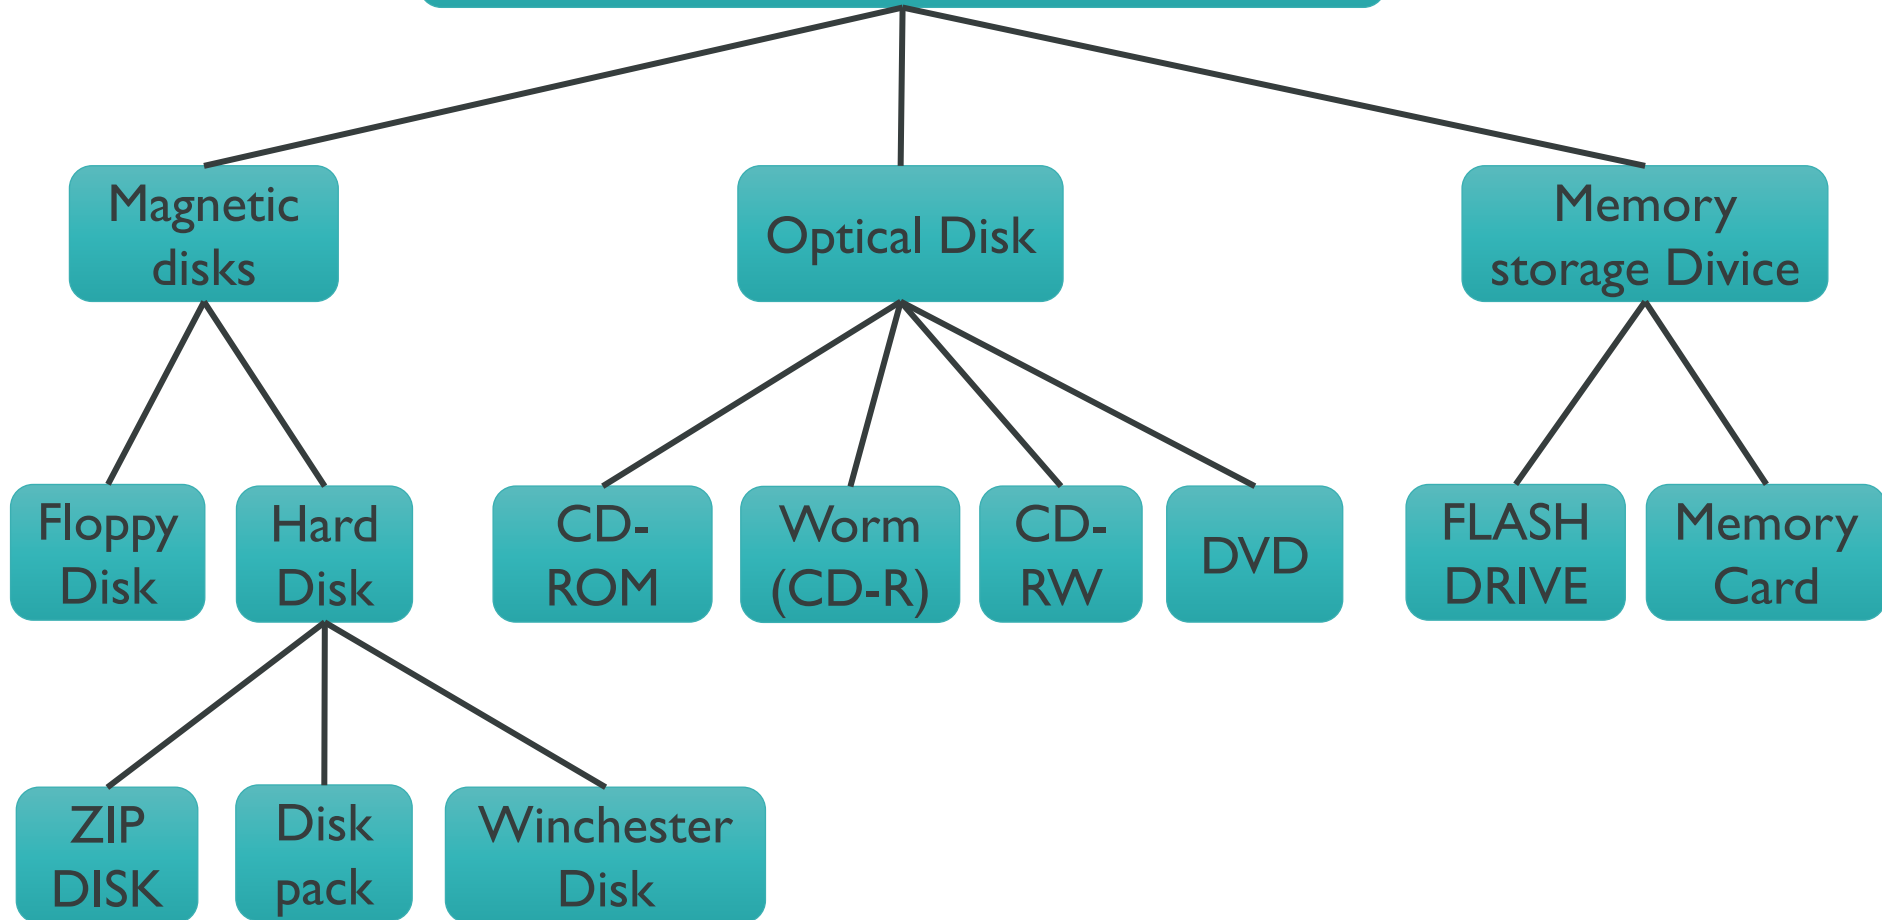 Magnetic
disks
Optical Disk
Memory
storage Divice
Floppy
Disk
Hard
Disk
CD-
ROM
Worm
(CD-R)
CD-
RW
DVD
FLASH
DRIVE
Memory
Card
ZIP
DISK
Disk
pack
Winchester
Disk